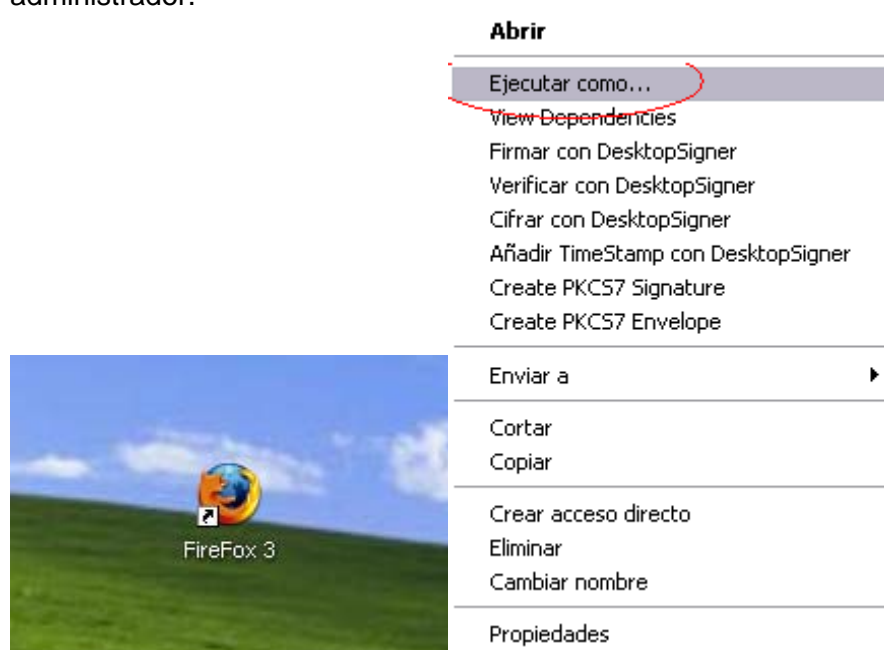 administrador.
Abrir
Ejecutar como...
View Dependencies
Firmar con DesktopSigner
Verificar con DesktopSigner
Cifrar con DesktopSigner
Añadir TimeStamp con DesktopSigner
Create PKCS7 Signature
Create PKCS7 Envelope
Enviar a
Cortar
Copiar
Crear acceso directo
Eliminar
Cambiar nombre
Propiedades
FireFox 3